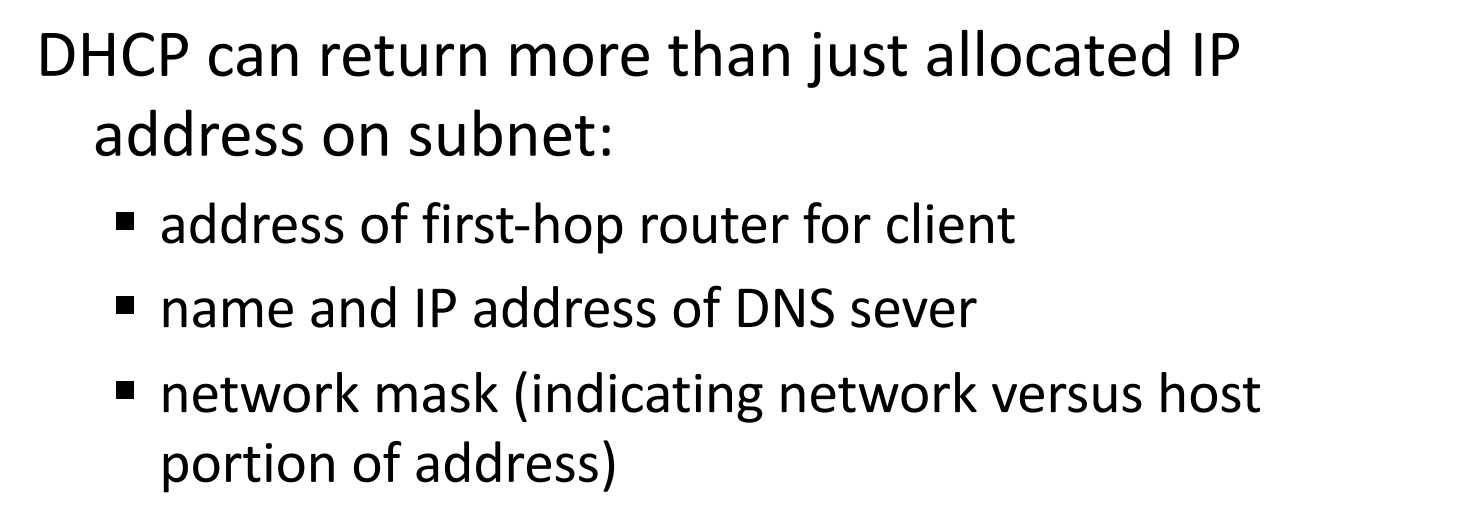 DHCP can return more than just allocated IP
address on subnet:
▪ address of first-hop router for client
▪ name and IP address of DNS sever
▪ network mask (indicating network versus host
portion of address)